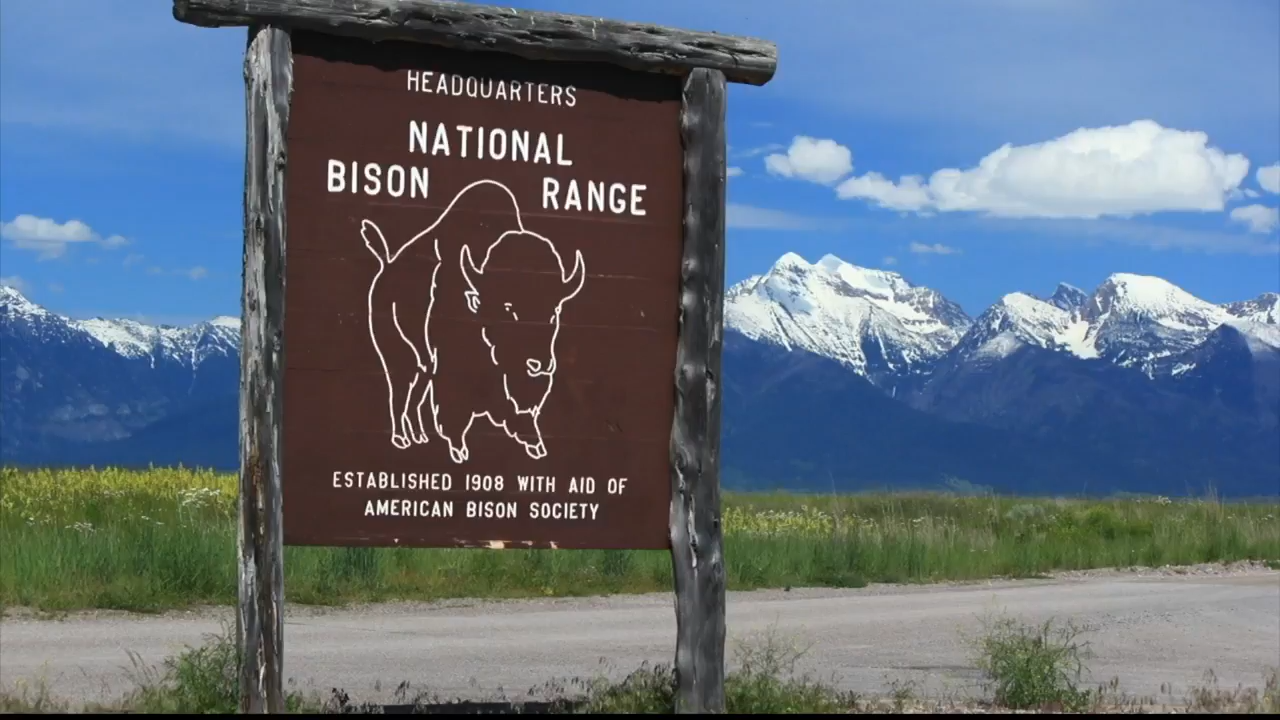 HEADQUARTERS
NATIONAL
BISON RANGE
ESTABLISHED 1908 WITH AID OF
AMERICAN BISON SOCIETY